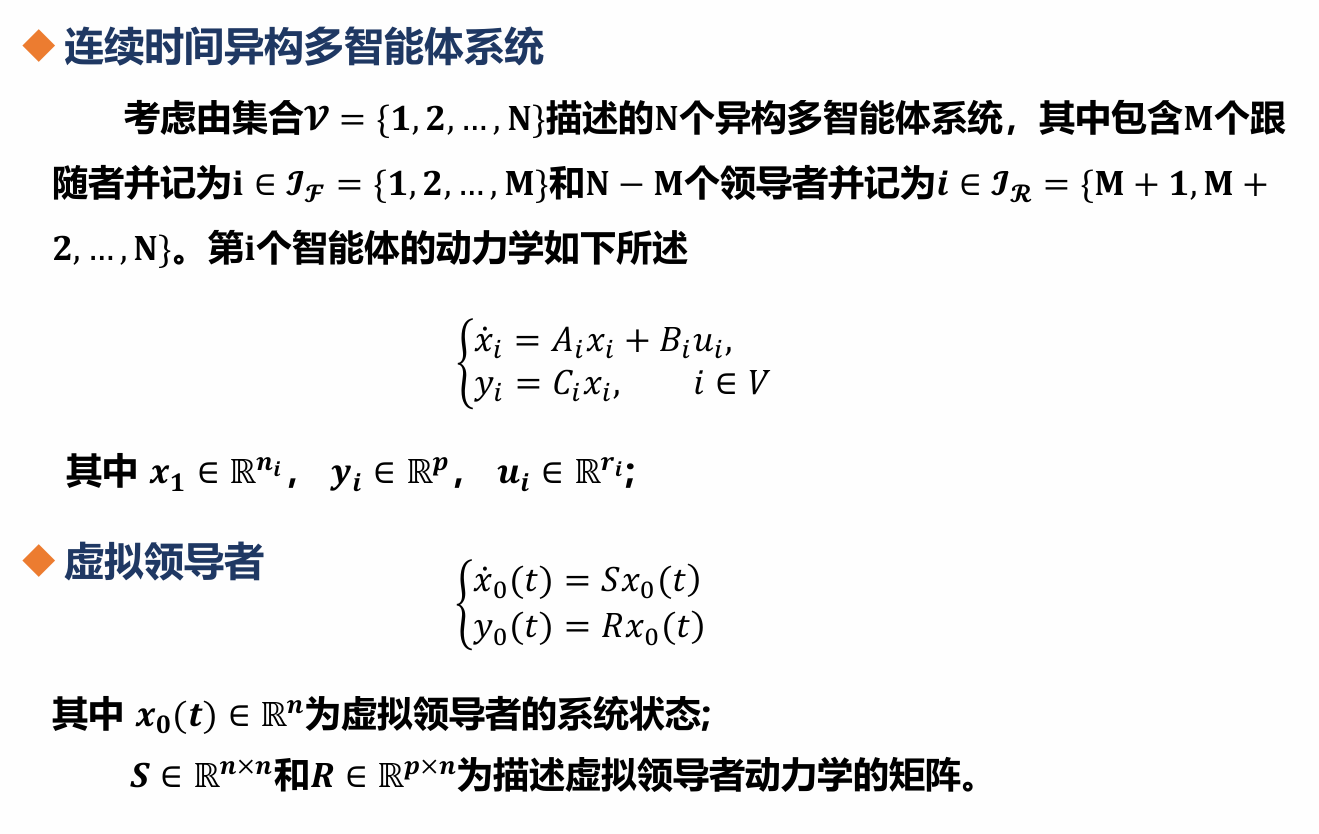 ◆ 连续时间异构多智能体系统
考虑由集合𝓥 = {1, 2, … , N}描述的N个异构多智能体系统，其中包含M个跟
随者并记为i ∈ 𝓘_𝓕 = {1, 2, … , M}和N − M个领导者并记为i ∈ 𝓘_𝓡 = {M + 1, M +
2, … , N}。第i个智能体的动力学如下所述
{ẋ_i = A_i x_i + B_i u_i,
y_i = C_i x_i, i ∈ V
其中 x_1 ∈ ℝ^{n_i}， y_i ∈ ℝ^p， u_i ∈ ℝ^{r_i};
◆ 虚拟领导者
{ẋ_0(t) = Sx_0(t)
y_0(t) = Rx_0(t)
其中 x_0(t) ∈ ℝ^n为虚拟领导者的系统状态;
S ∈ ℝ^{n×n}和R ∈ ℝ^{p×n}为描述虚拟领导者动力学的矩阵。